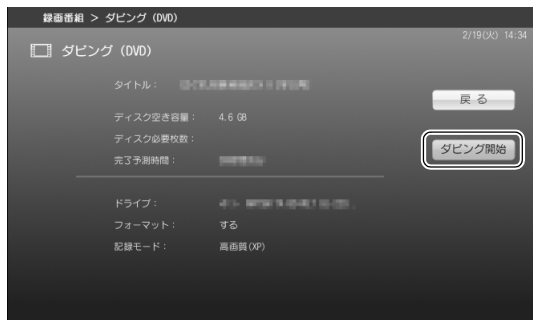 録画番組 > ダビング (DVD)
2/19(火) 14:34
ダビング (DVD)
タイトル：
戻る
ディスク空き容量： 4.6 GB
ディスク必要枚数：
ダビング開始
完了予測時間：
ドライブ：
フォーマット： する
記録モード： 高画質(XP)